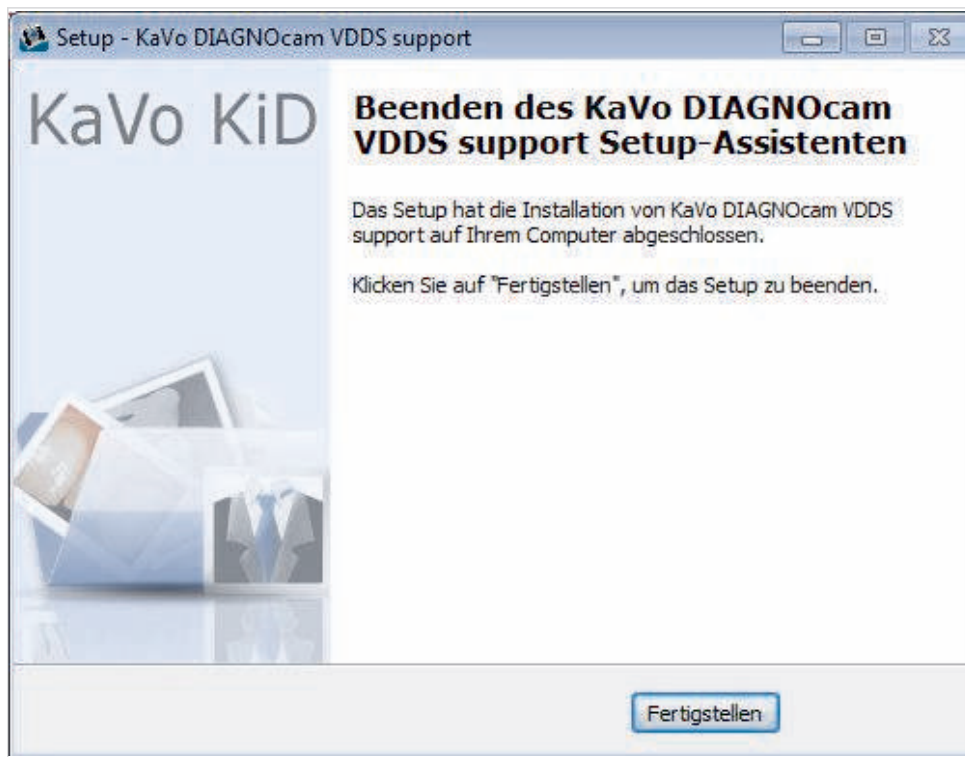 Setup - KaVo DIAGNOcam VDDS support
KaVo KiD
Beenden des KaVo DIAGNOcam
VDDS support Setup-Assistenten
Das Setup hat die Installation von KaVo DIAGNOcam VDDS
support auf Ihrem Computer abgeschlossen.
Klicken Sie auf "Fertigstellen", um das Setup zu beenden.
Fertigstellen